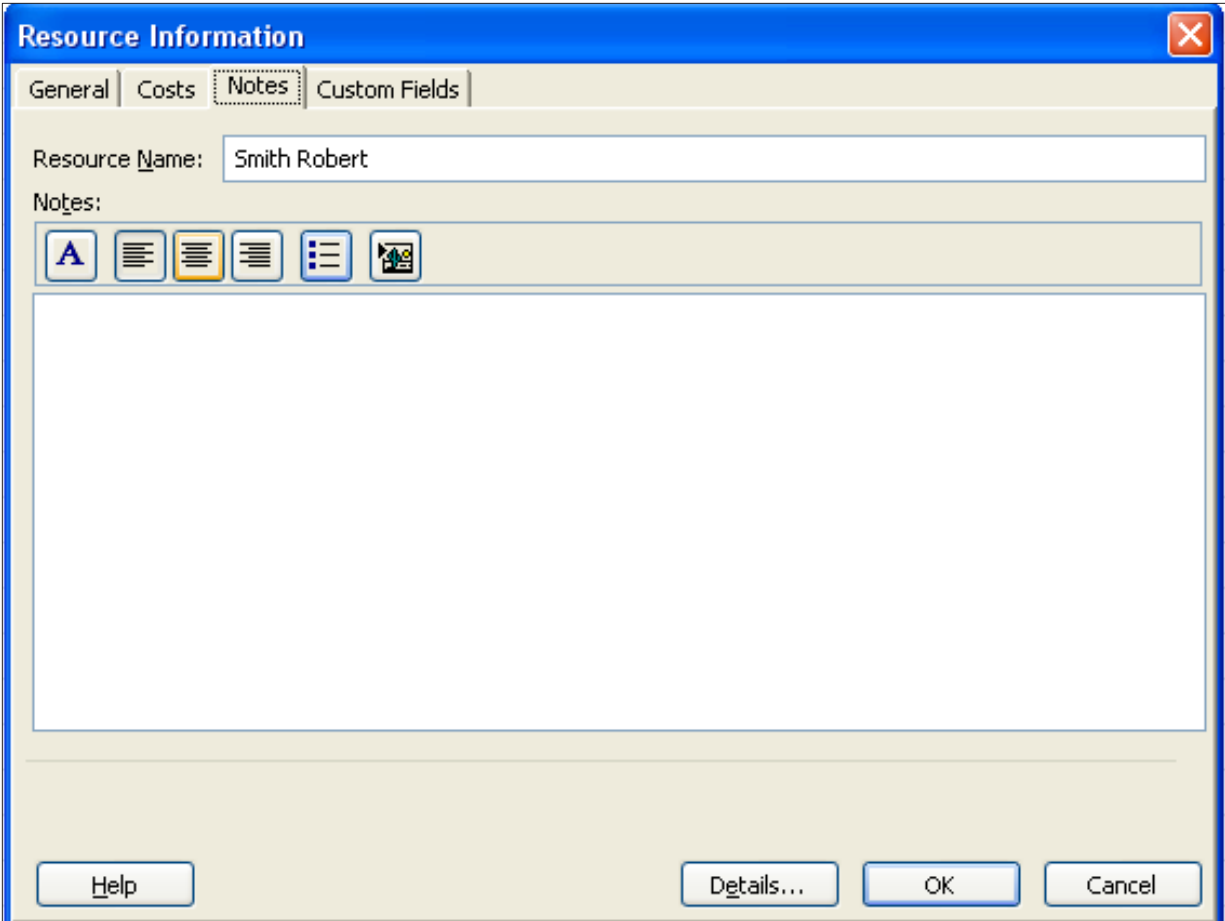 Resource Information
General Costs Notes Custom Fields
Resource Name: Smith Robert
Notes:
A
Help Details... OK Cancel